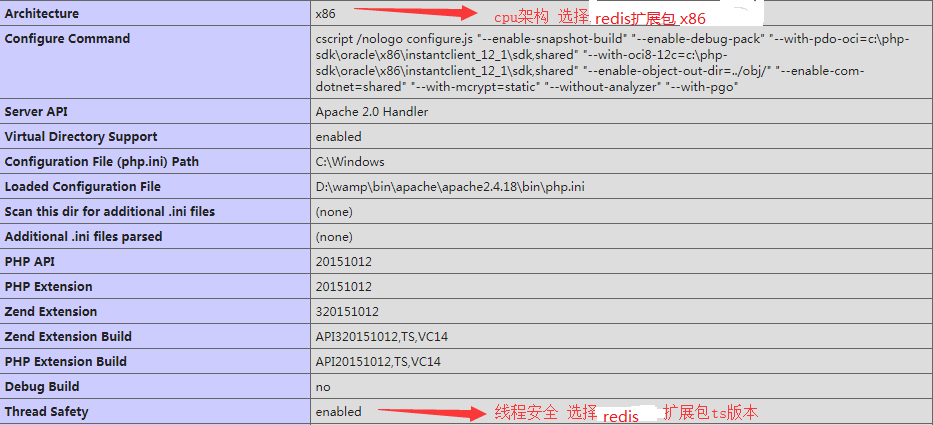 Architecture x86 cpu架构 选择 redis扩展包 x86
Configure Command cscript /nologo configure.js "--enable-snapshot-build" "--enable-debug-pack" "--with-pdo-oci=c:\php-
sdk\oracle\x86\instantclient_12_1\sdk,shared" "--with-oci8-12c=c:\php-
sdk\oracle\x86\instantclient_12_1\sdk,shared" "--enable-object-out-dir=../obj/" "--enable-com-
dotnet=shared" "--with-mcrypt=static" "--without-analyzer" "--with-pgo"
Server API Apache 2.0 Handler
Virtual Directory Support enabled
Configuration File (php.ini) Path C:\Windows
Loaded Configuration File D:\wamp\bin\apache\apache2.4.18\bin\php.ini
Scan this dir for additional .ini files (none)
Additional .ini files parsed (none)
PHP API 20151012
PHP Extension 20151012
Zend Extension 320151012
Zend Extension Build API320151012,TS,VC14
PHP Extension Build API20151012,TS,VC14
Debug Build no
Thread Safety enabled 线程安全 选择 redis 扩展包ts版本